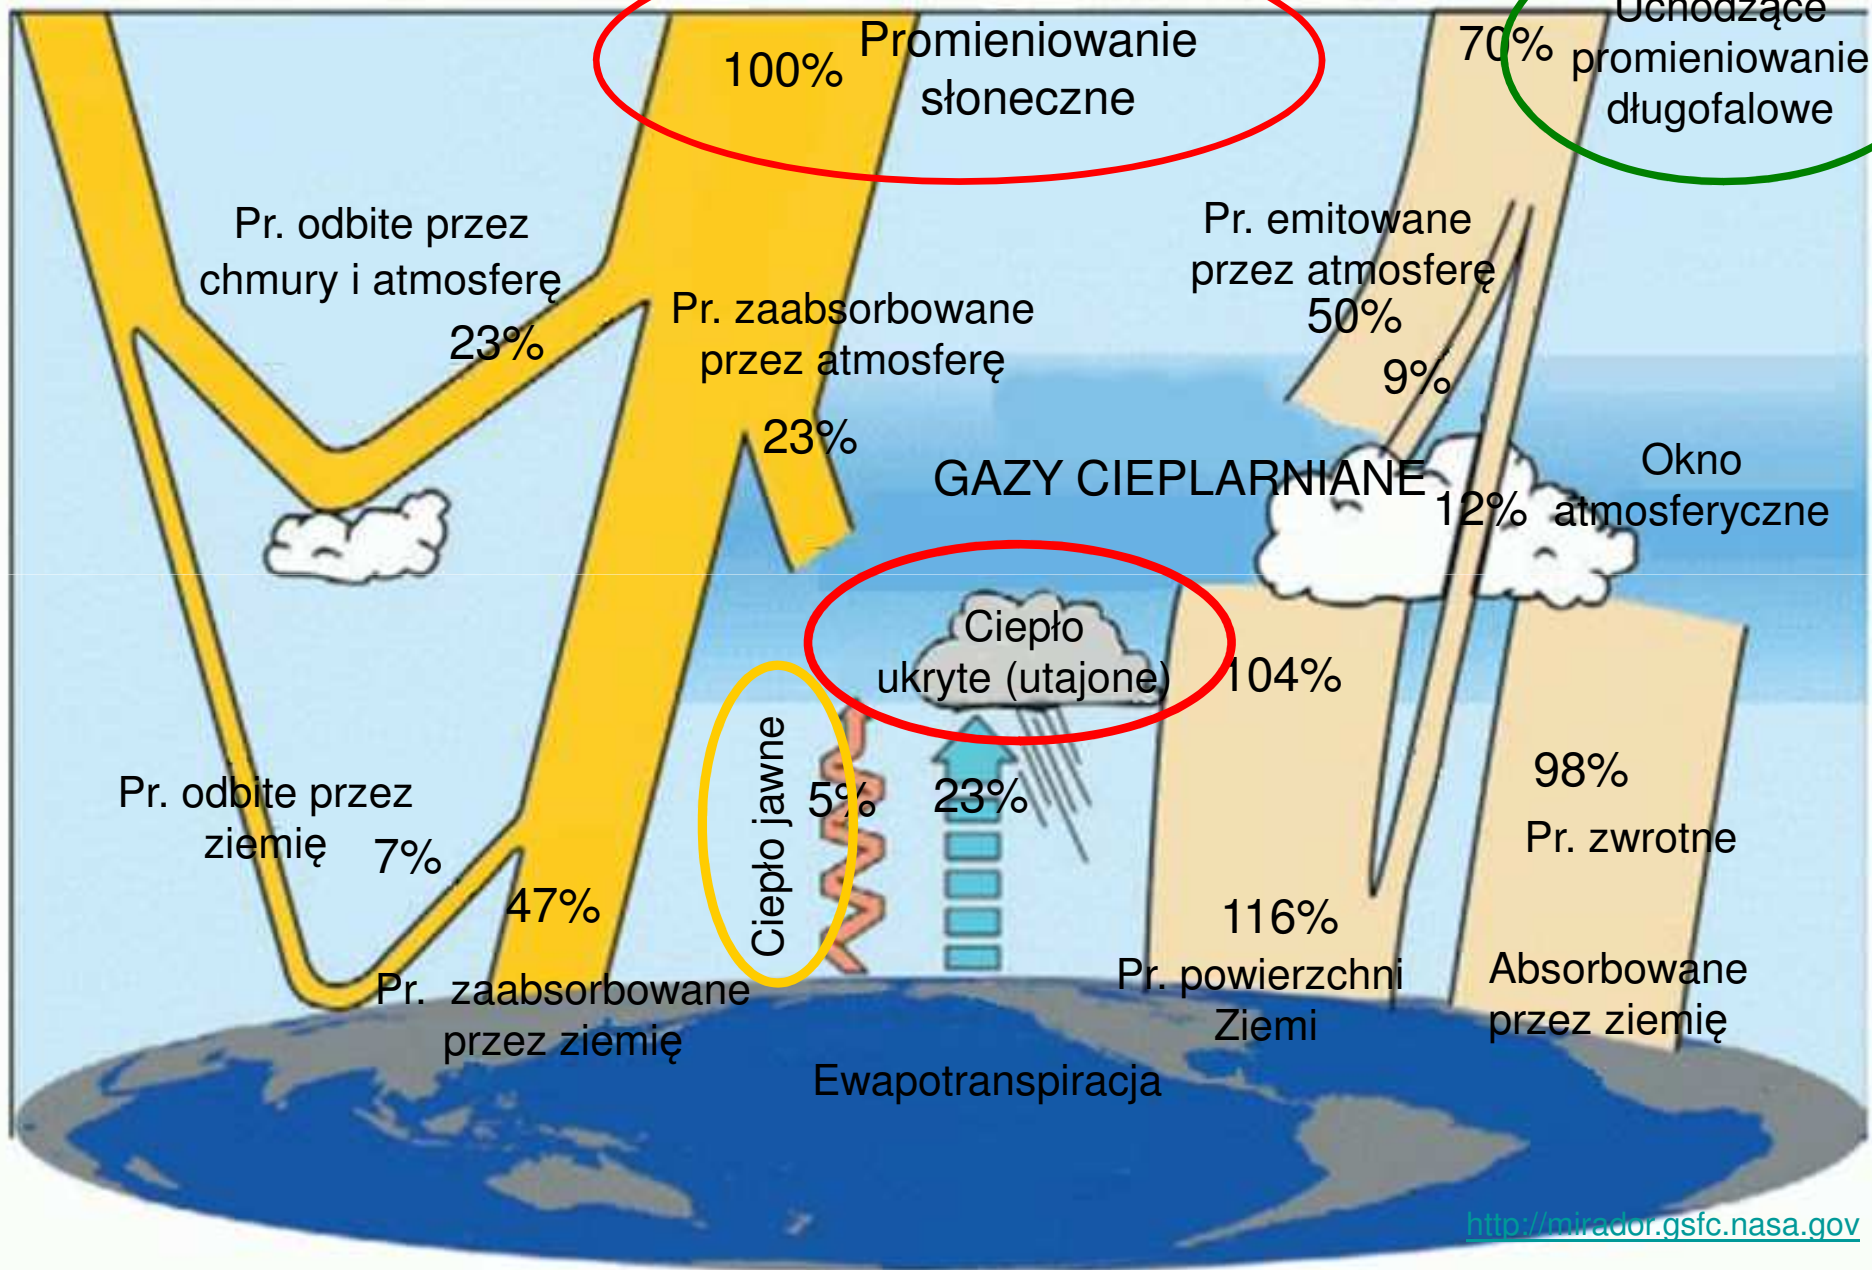 100%
Promieniowanie
słoneczne
70%
Uchodzące
promieniowanie
długofalowe
Pr. odbite przez
chmury i atmosferę
23%
Pr. zaabsorbowane
przez atmosferę
23%
Pr. emitowane
przez atmosferę
50%
9%
GAZY CIEPLARNIANE
12%
Okno
atmosferyczne
Ciepło
ukryte (utajone)
104%
Ciepło jawne
5%
23%
98%
Pr. zwrotne
Pr. odbite przez
ziemię
7%
47%
Pr. zaabsorbowane
przez ziemię
116%
Pr. powierzchni
Ziemi
Absorbowane
przez ziemię
Ewapotranspiracja
http://mirador.gsfc.nasa.gov